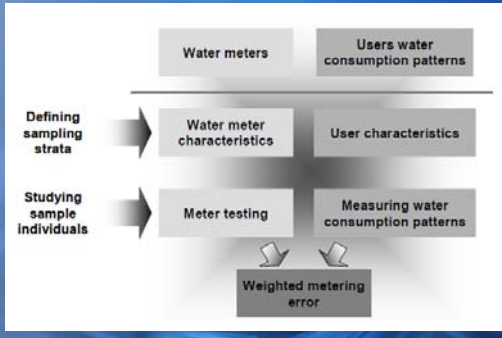 Water meters
Users water
consumption patterns
Defining
sampling
strata
Water meter
characteristics
User characteristics
Studying
sample
individuals
Meter testing
Measuring water
consumption patterns
Weighted metering
error